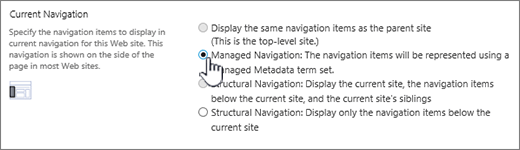 Current Navigation
Specify the navigation items to display in
current navigation for this Web site. This
navigation is shown on the side of the
page in most Web sites.
Display the same navigation items as the parent site
(This is the top-level site.)
Managed Navigation: The navigation items will be represented using a
Managed Metadata term set.
Structural Navigation: Display the current site, the navigation items
below the current site, and the current site's siblings
Structural Navigation: Display only the navigation items below the
current site